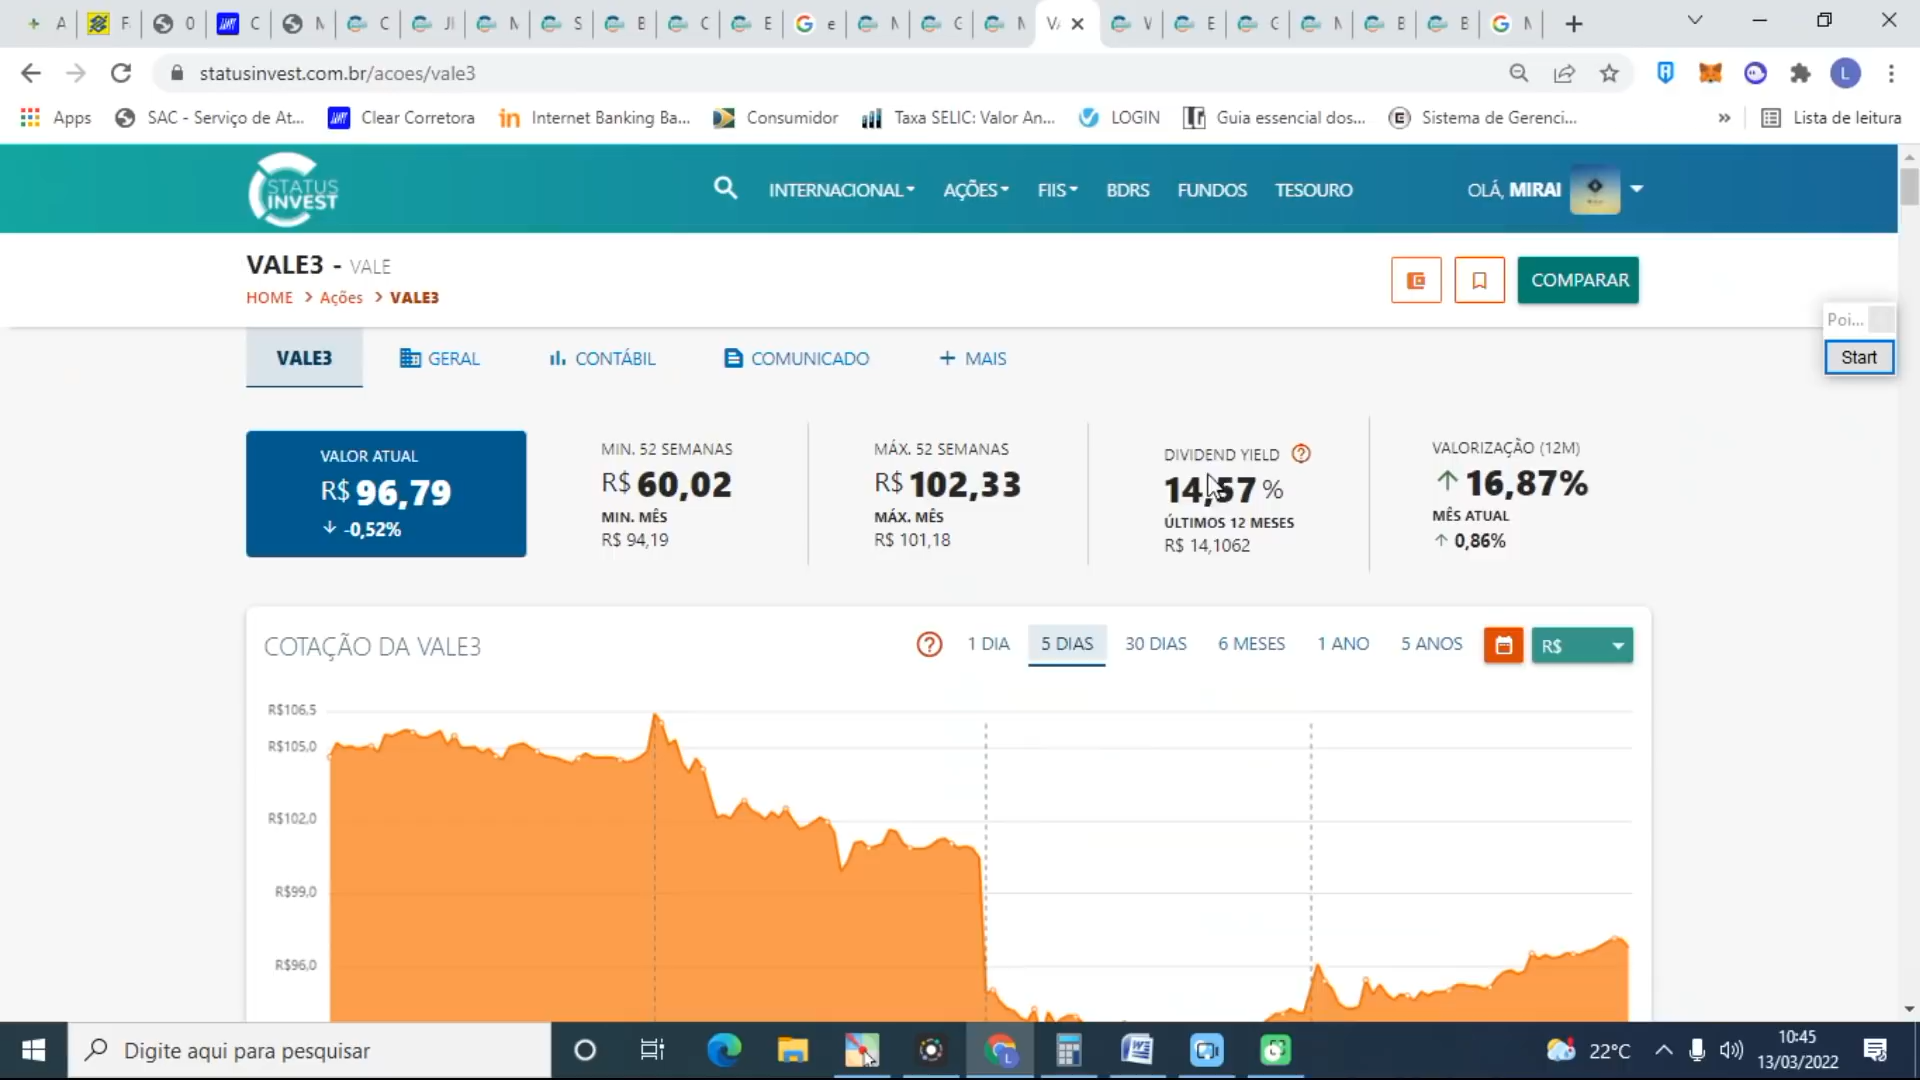 A F O C N C JI M S B C E e N C N VA V E C N B B N
statusinvest.com.br/acoes/vale3
L
Apps SAC - Serviço de At... Clear Corretora Internet Banking Ba... Consumidor Taxa SELIC: Valor An... LOGIN Guia essencial dos... Sistema de Gerenci... » Lista de leitura
STATUS
INVEST
INTERNACIONAL AÇÕES FIIS BDRS FUNDOS TESOURO OLÁ, MIRAI
VALE3 - VALE
HOME > Ações > VALE3
COMPARAR
Poi...
Start
VALE3 GERAL CONTÁBIL COMUNICADO + MAIS
VALOR ATUAL
R$ 96,79
-0,52%
MIN. 52 SEMANAS
R$ 60,02
MIN. MÊS
R$ 94,19
MÁX. 52 SEMANAS
R$ 102,33
MÁX. MÊS
R$ 101,18
DIVIDEND YIELD ?
14,57 %
ÚLTIMOS 12 MESES
R$ 14,1062
VALORIZAÇÃO (12M)
16,87%
MÊS ATUAL
0,86%
COTAÇÃO DA VALE3
? 1 DIA 5 DIAS 30 DIAS 6 MESES 1 ANO 5 ANOS R$
R$106,5
R$105,0
R$102,0
R$99,0
R$96,0
Digite aqui para pesquisar
22°C
10:45
13/03/2022